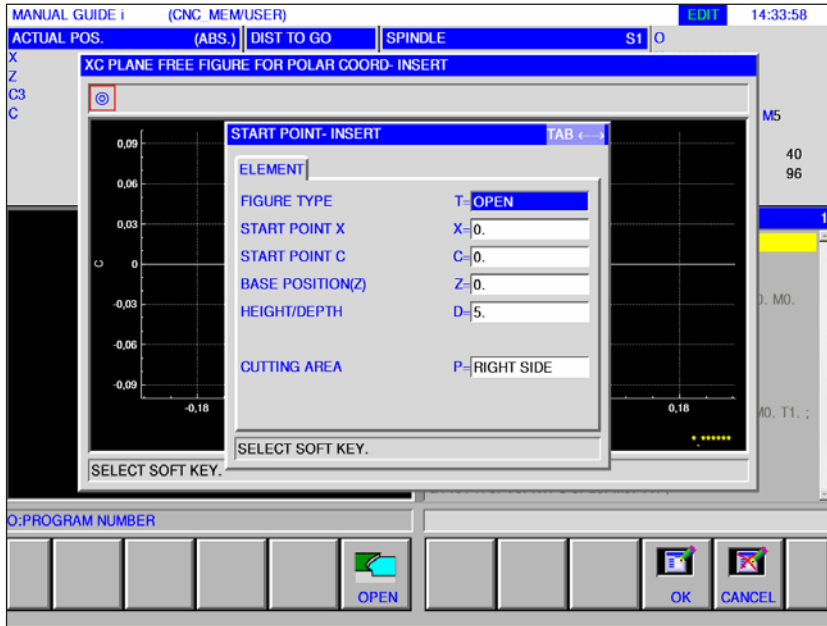 MANUAL GUIDE i (CNC_MEM/USER) EDIT 14:33:58
ACTUAL POS. (ABS.) DIST TO GO SPINDLE S1 O
X
XC PLANE FREE FIGURE FOR POLAR COORD- INSERT
Z
C3
C
M5
START POINT- INSERT TAB ←→
0,09
40
ELEMENT
96
0,06
FIGURE TYPE T= OPEN
START POINT X X= 0.
0,03
1
START POINT C C= 0.
C 0
BASE POSITION(Z) Z= 0.
-0,03
HEIGHT/DEPTH D= 5.
0. M0.
-0,06
CUTTING AREA P= RIGHT SIDE
-0,09
-0,18 0,18
M0. T1. ;
*.******
SELECT SOFT KEY.
SELECT SOFT KEY.
O:PROGRAM NUMBER
OPEN OK CANCEL